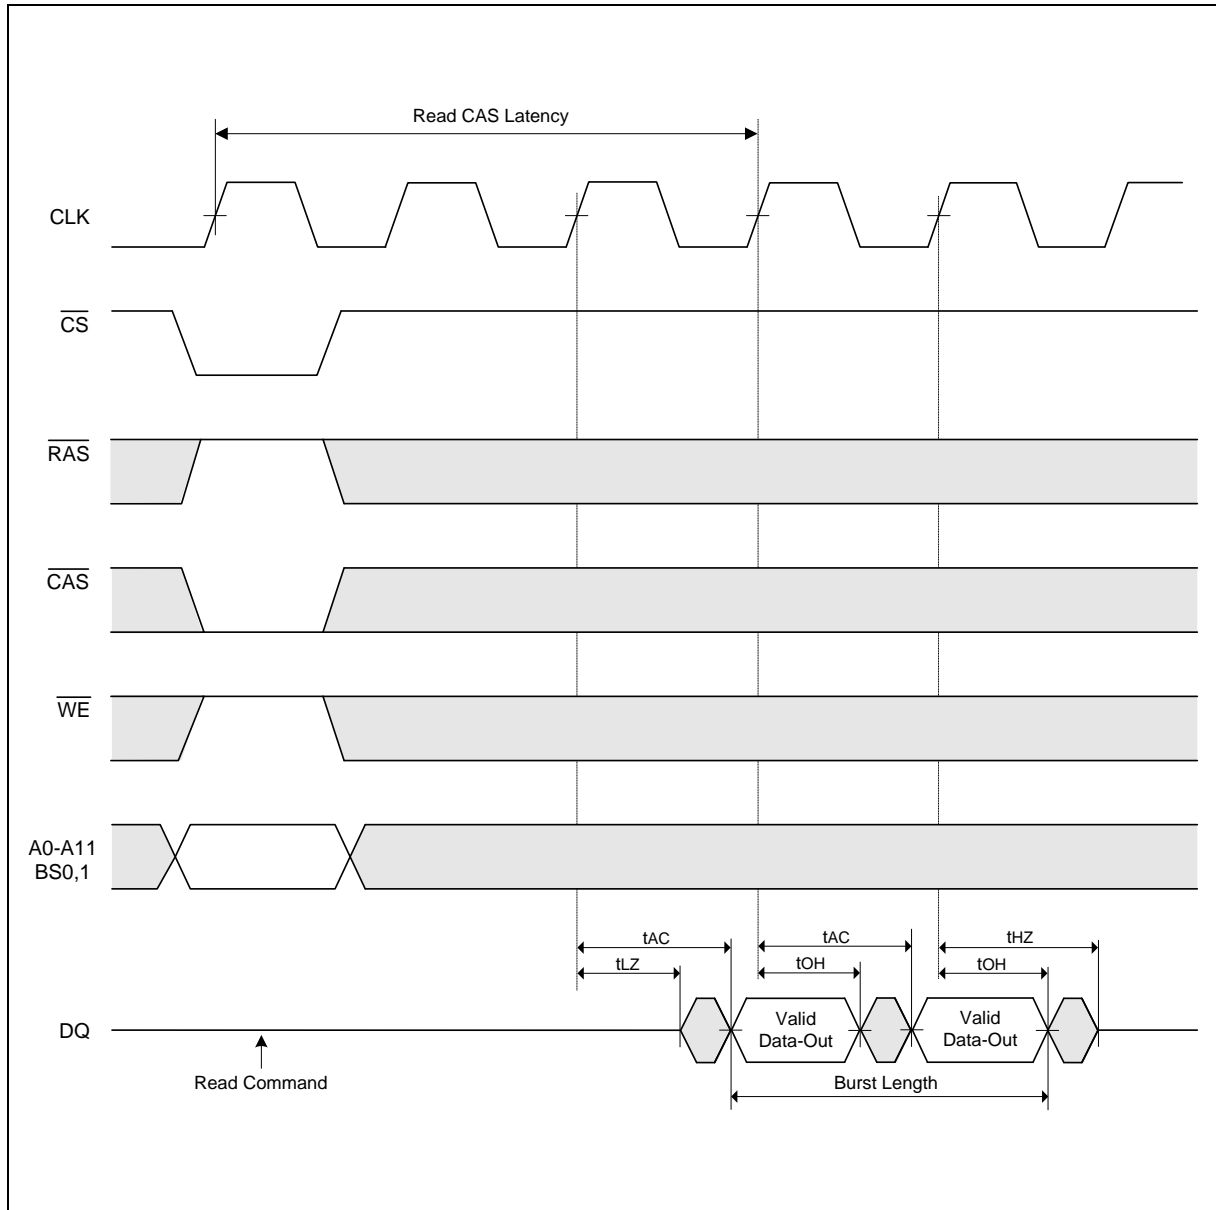 Read CAS Latency
CLK
CS
RAS
CAS
WE
A0-A11
BS0,1
tAC
tAC
tHZ
tLZ
tOH
tOH
DQ
Valid
Data-Out
Valid
Data-Out
Read Command
Burst Length